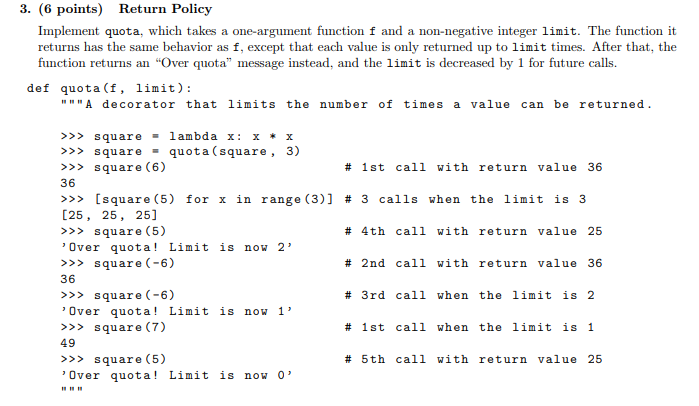 3. (6 points) Return Policy
Implement quota, which takes a one-argument function f and a non-negative integer limit. The function it
returns has the same behavior as f, except that each value is only returned up to limit times. After that, the
function returns an “Over quota” message instead, and the limit is decreased by 1 for future calls.
def quota(f, limit):
"""A decorator that limits the number of times a value can be returned.
>>> square = lambda x: x * x
>>> square = quota(square, 3)
>>> square(6) # 1st call with return value 36
36
>>> [square(5) for x in range(3)] # 3 calls when the limit is 3
[25, 25, 25]
>>> square(5) # 4th call with return value 25
’Over quota! Limit is now 2’
>>> square(-6) # 2nd call with return value 36
36
>>> square(-6) # 3rd call when the limit is 2
’Over quota! Limit is now 1’
>>> square(7) # 1st call when the limit is 1
49
>>> square(5) # 5th call with return value 25
’Over quota! Limit is now 0’
"""